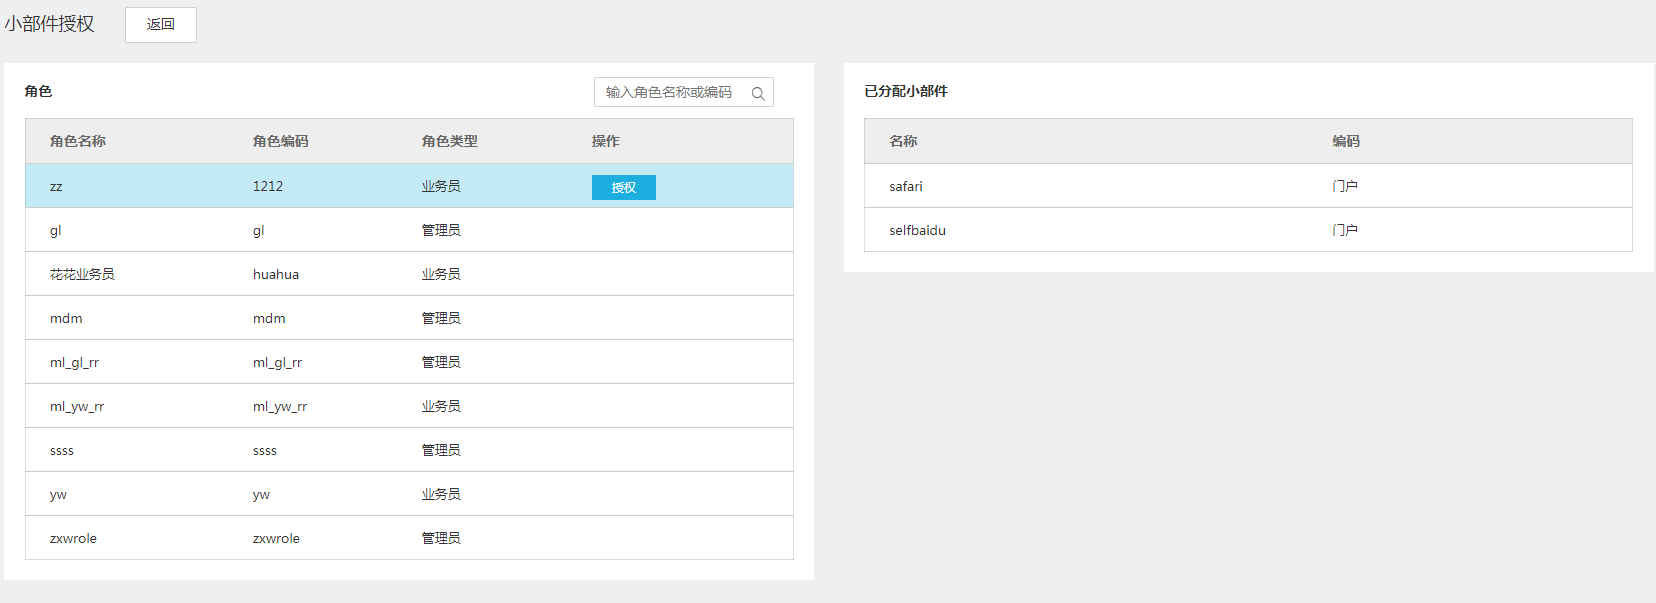 小部件授权 返回
角色 输入角色名称或编码
角色名称 角色编码 角色类型 操作
zz 1212 业务员 授权
gl gl 管理员
花花业务员 huahua 业务员
mdm mdm 管理员
ml_gl_rr ml_gl_rr 管理员
ml_yw_rr ml_yw_rr 业务员
ssss ssss 管理员
yw yw 业务员
zxwrole zxwrole 管理员
已分配小部件
名称 编码
safari 门户
selfbaidu 门户